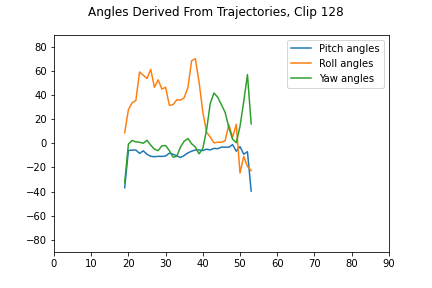 Angles Derived From Trajectories, Clip 128
80
60
40
20
0
−20
−40
−60
−80
Pitch angles
Roll angles
Yaw angles
0 10 20 30 40 50 60 70 80 90